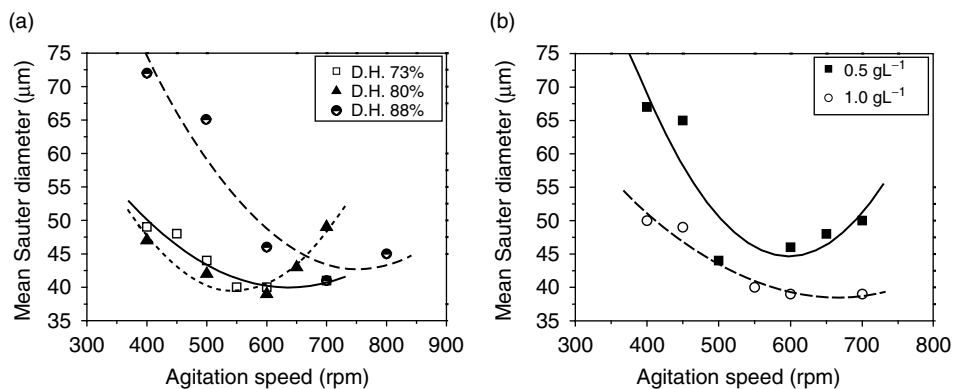 (a)
75
70
65
60
55
50
45
40
35
Mean Sauter diameter (μm)
300 400 500 600 700 800 900
Agitation speed (rpm)
D.H. 73%
D.H. 80%
D.H. 88%
(b)
75
70
65
60
55
50
45
40
35
Mean Sauter diameter (μm)
300 400 500 600 700 800
Agitation speed (rpm)
0.5 gL⁻¹
1.0 gL⁻¹